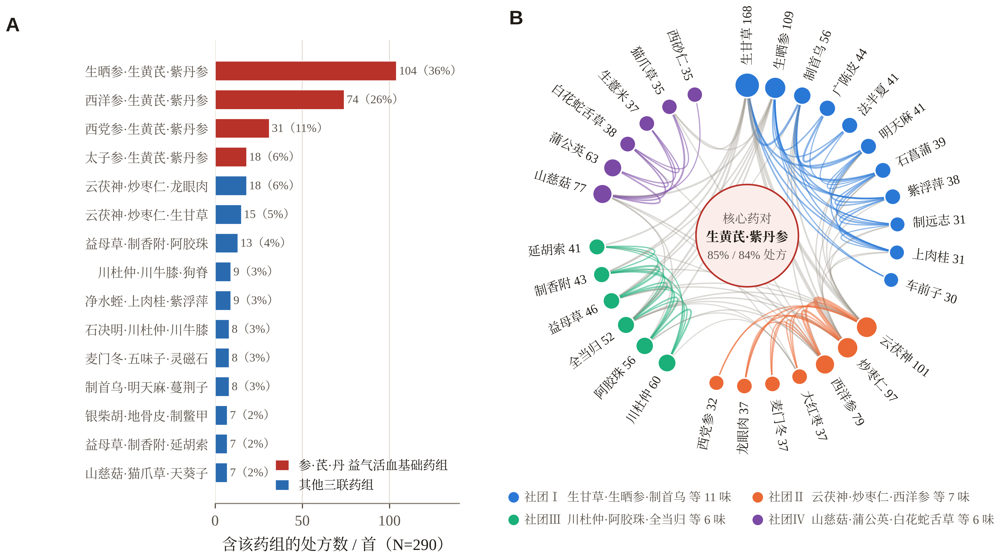 A
生晒参·生黄芪·紫丹参 104（36%）
西洋参·生黄芪·紫丹参 74（26%）
西党参·生黄芪·紫丹参 31（11%）
太子参·生黄芪·紫丹参 18（6%）
云茯神·炒枣仁·龙眼肉 18（6%）
云茯神·炒枣仁·生甘草 15（5%）
益母草·制香附·阿胶珠 13（4%）
川杜仲·川牛膝·狗脊 9（3%）
净水蛭·上肉桂·紫浮萍 9（3%）
石决明·川杜仲·川牛膝 8（3%）
麦门冬·五味子·灵磁石 8（3%）
制首乌·明天麻·蔓荆子 8（3%）
银柴胡·地骨皮·制鳖甲 7（2%）
益母草·制香附·延胡索 7（2%）
山慈菇·猫爪草·天葵子 7（2%）
参·芪·丹 益气活血基础药组
其他三联药组
0 50 100
含该药组的处方数 / 首（N=290）
B
生甘草 168
生晒参 109
制首乌 56
广陈皮 44
法半夏 41
明天麻 41
石菖蒲 39
紫浮萍 38
制远志 31
上肉桂 31
车前子 30
云茯神 101
炒枣仁 97
西洋参 79
大红枣 37
麦门冬 37
龙眼肉 37
西党参 32
川杜仲 60
阿胶珠 56
全当归 52
益母草 46
制香附 43
延胡索 41
山慈菇 77
蒲公英 63
白花蛇舌草 38
生薏米 37
猫爪草 35
西砂仁 35
核心药对
生黄芪·紫丹参
85% / 84% 处方
社团Ⅰ 生甘草·生晒参·制首乌 等 11 味
社团Ⅱ 云茯神·炒枣仁·西洋参 等 7 味
社团Ⅲ 川杜仲·阿胶珠·全当归 等 6 味
社团Ⅳ 山慈菇·蒲公英·白花蛇舌草 等 6 味